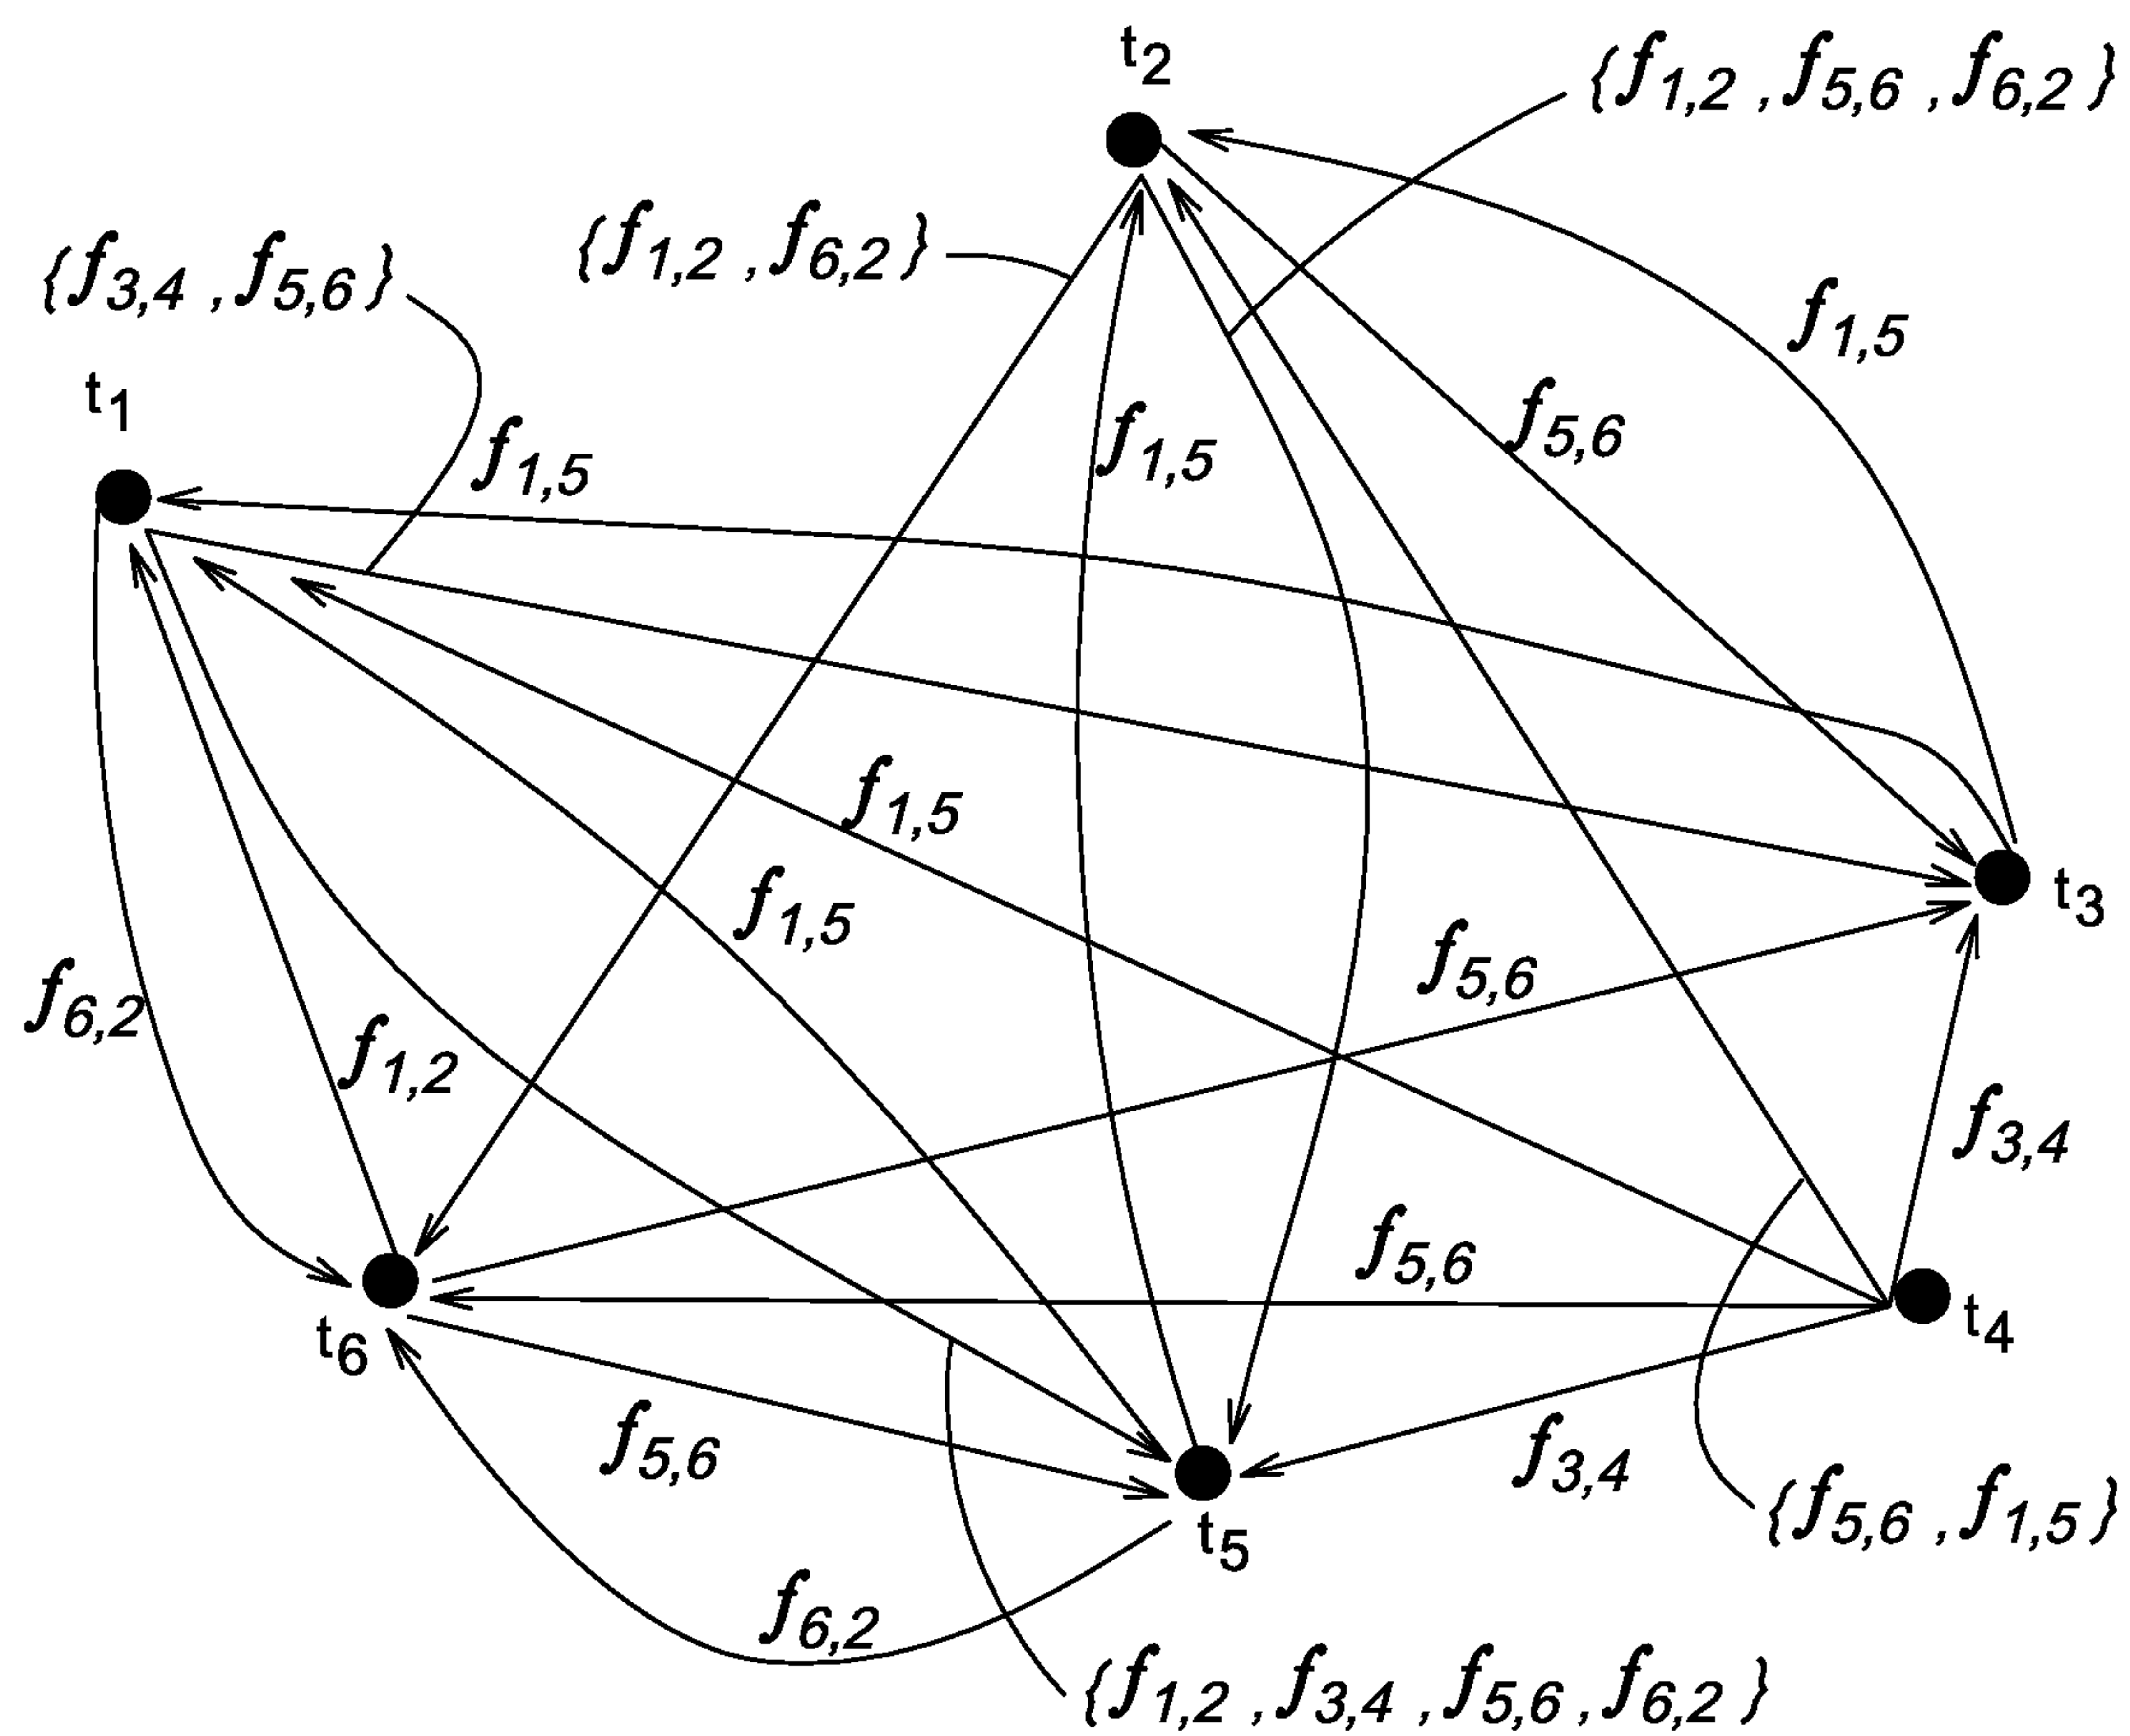 t2
{f1,2 ,f5,6 ,f6,2 }
{f1,2 ,f6,2 }
{f3,4 ,f5,6 }
f1,5
t1
f5,6
f1,5
f1,5
f1,5
f1,5
t3
f5,6
f6,2
f1,2
f3,4
f5,6
t4
t6
f5,6
f3,4
{f5,6 ,f1,5 }
t5
f6,2
{f1,2 ,f3,4 ,f5,6 ,f6,2 }